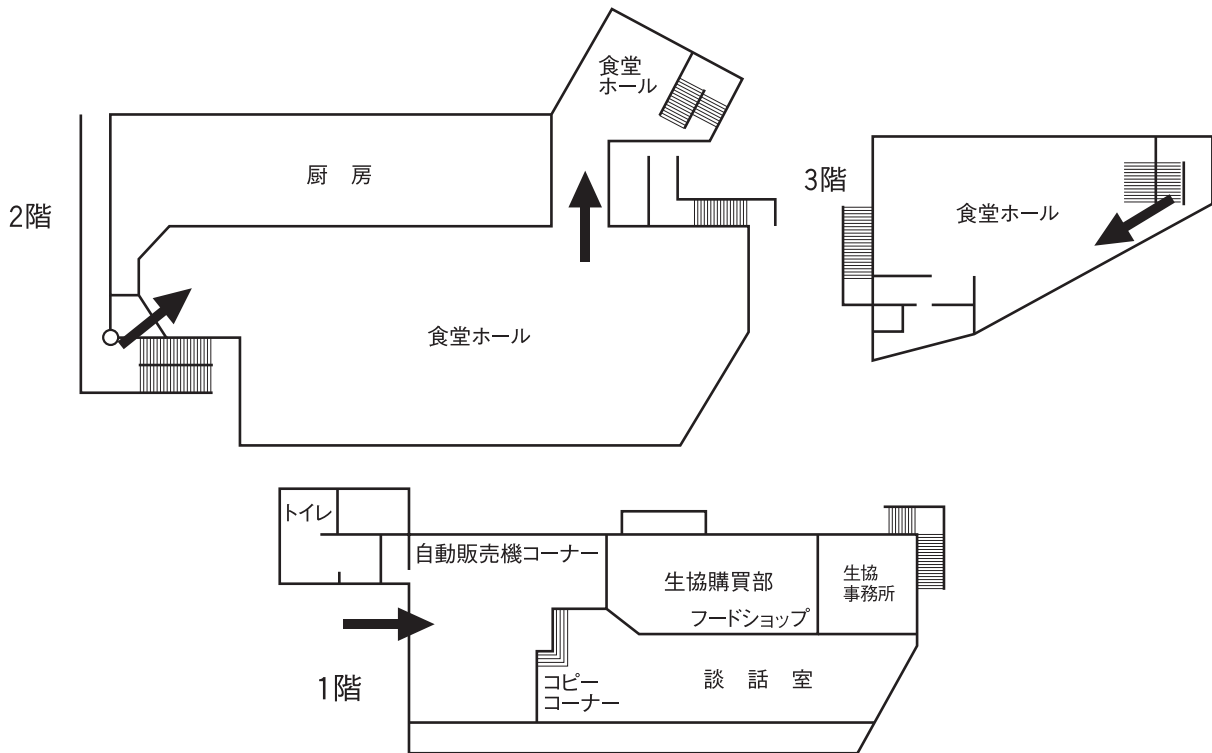 2階
食堂
ホール
厨 房
食堂ホール
3階
食堂ホール
1階
トイレ
自動販売機コーナー
生協購買部
フードショップ
生協
事務所
コピー
コーナー
談 話 室